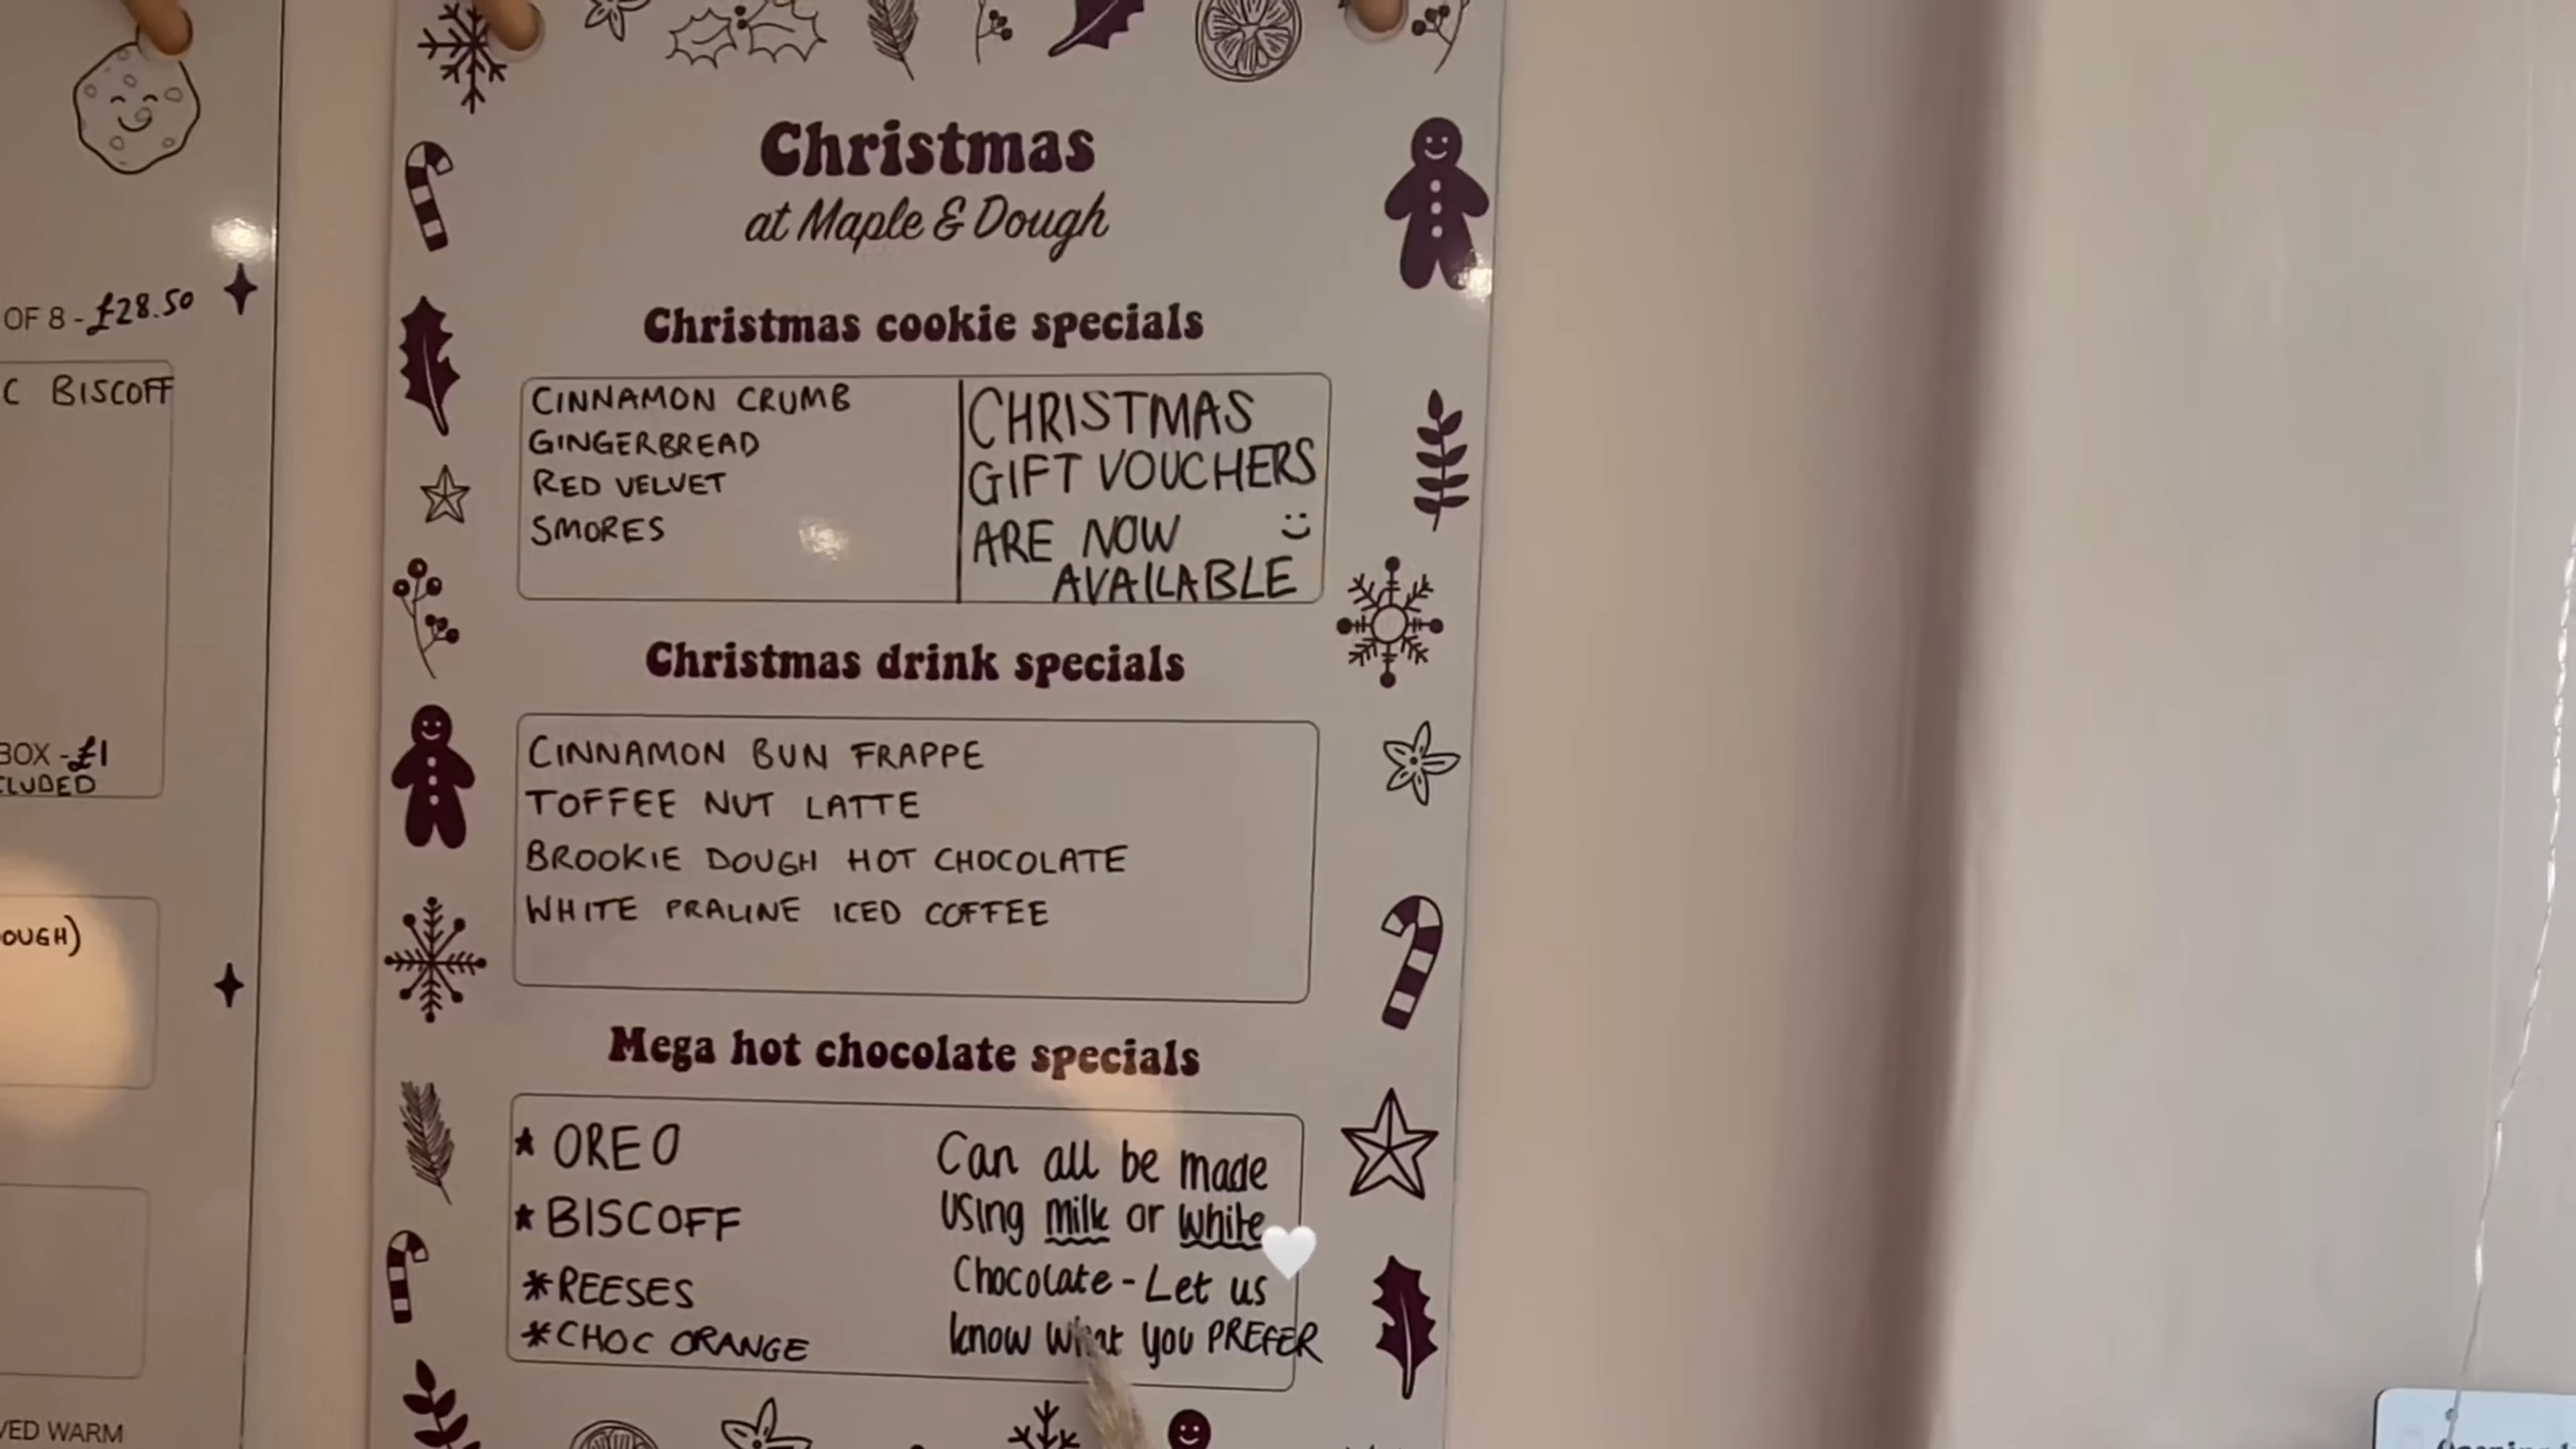 OF 8 - £28.50
C BISCOFF
BOX - £1
OUGH)
VED WARM
Christmas
at Maple & Dough
Christmas cookie specials
CINNAMON CRUMB
GINGERBREAD
RED VELVET
SMORES
CHRISTMAS
GIFT VOUCHERS
ARE NOW :)
AVAILABLE
Christmas drink specials
CINNAMON BUN FRAPPE
TOFFEE NUT LATTE
BROOKIE DOUGH HOT CHOCOLATE
WHITE PRALINE ICED COFFEE
Mega hot chocolate specials
★ OREO
★ BISCOFF
* REESES
* CHOC ORANGE
Can all be made
using milk or white
Chocolate - Let us
know what you PREFER